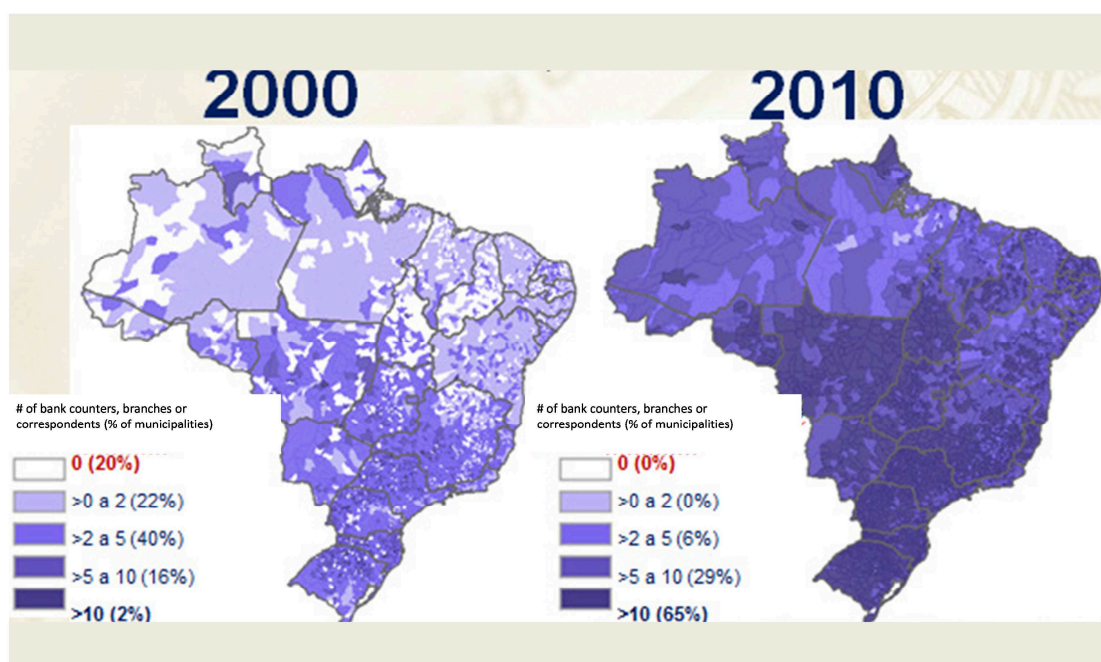 2000
2010
# of bank counters, branches or
correspondents (% of municipalities)
0 (20%)
>0 a 2 (22%)
>2 a 5 (40%)
>5 a 10 (16%)
>10 (2%)
# of bank counters, branches or
correspondents (% of municipalities)
0 (0%)
>0 a 2 (0%)
>2 a 5 (6%)
>5 a 10 (29%)
>10 (65%)